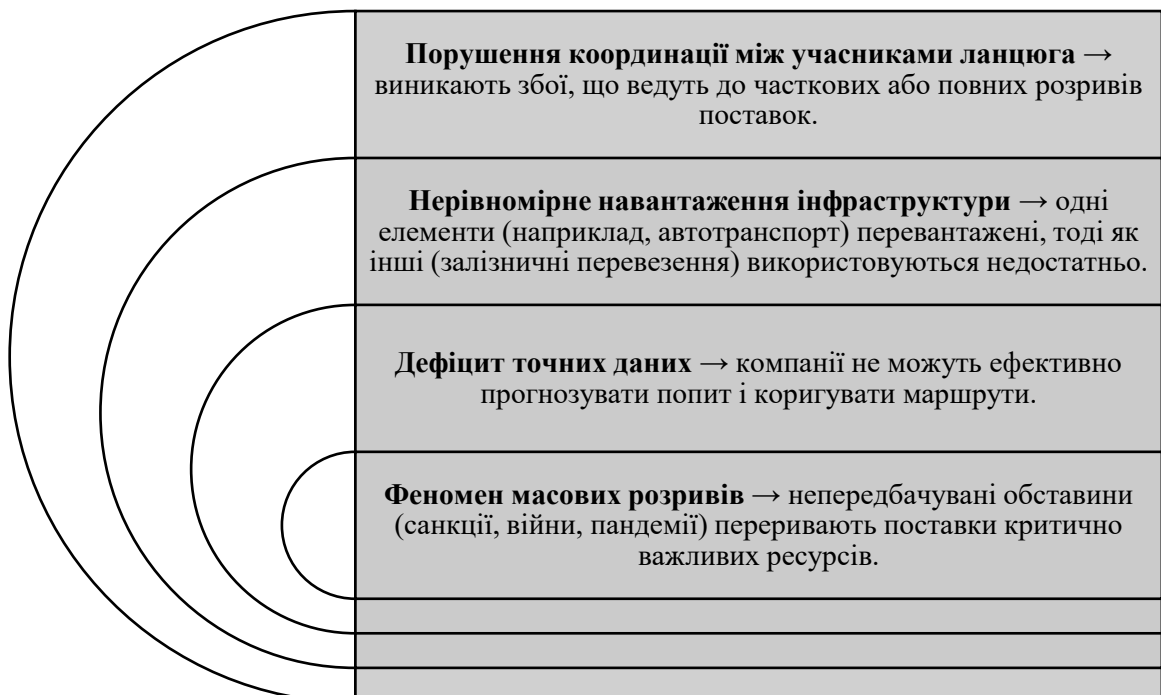 Порушення координації між учасниками ланцюга →
виникають збої, що ведуть до часткових або повних розривів
поставок.
Нерівномірне навантаження інфраструктури → одні
елементи (наприклад, автотранспорт) перевантажені, тоді як
інші (залізничні перевезення) використовуються недостатньо.
Дефіцит точних даних → компанії не можуть ефективно
прогнозувати попит і коригувати маршрути.
Феномен масових розривів → непередбачувані обставини
(санкції, війни, пандемії) переривають поставки критично
важливих ресурсів.